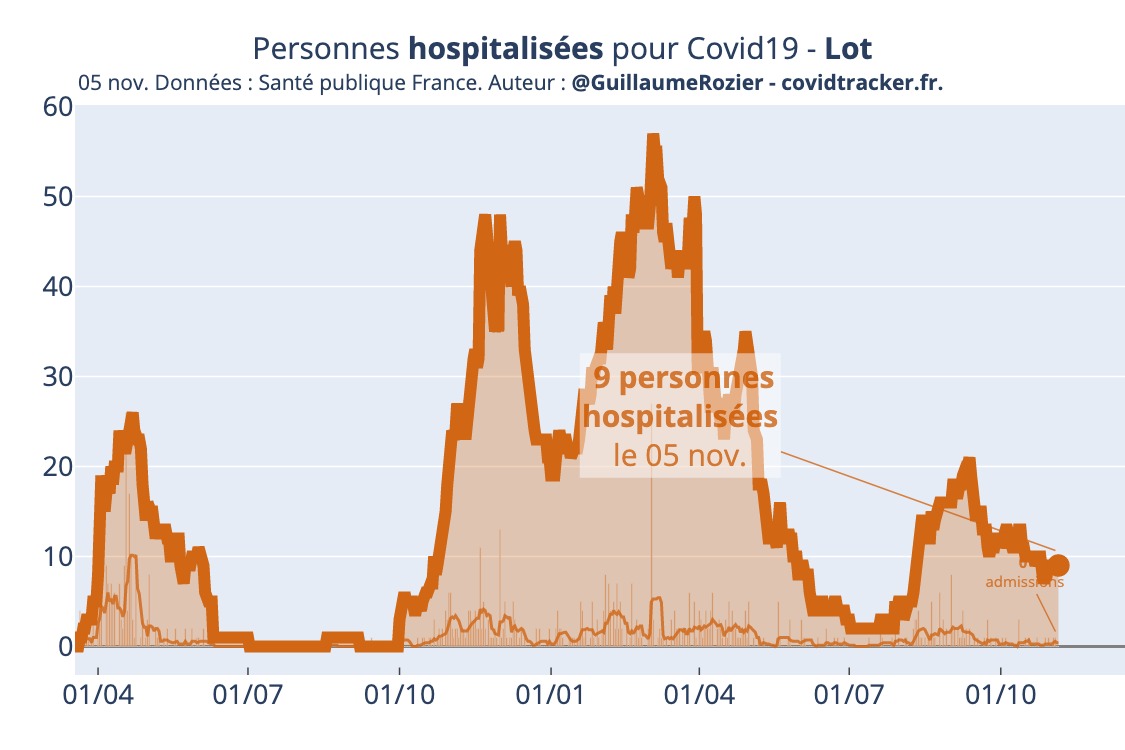 Personnes hospitalisées pour Covid19 - Lot
05 nov. Données : Santé publique France. Auteur : @GuillaumeRozier - covidtracker.fr.
60
50
40
30
20
10
0
9 personnes
hospitalisées
le 05 nov.
admissions
01/04 01/07 01/10 01/01 01/04 01/07 01/10